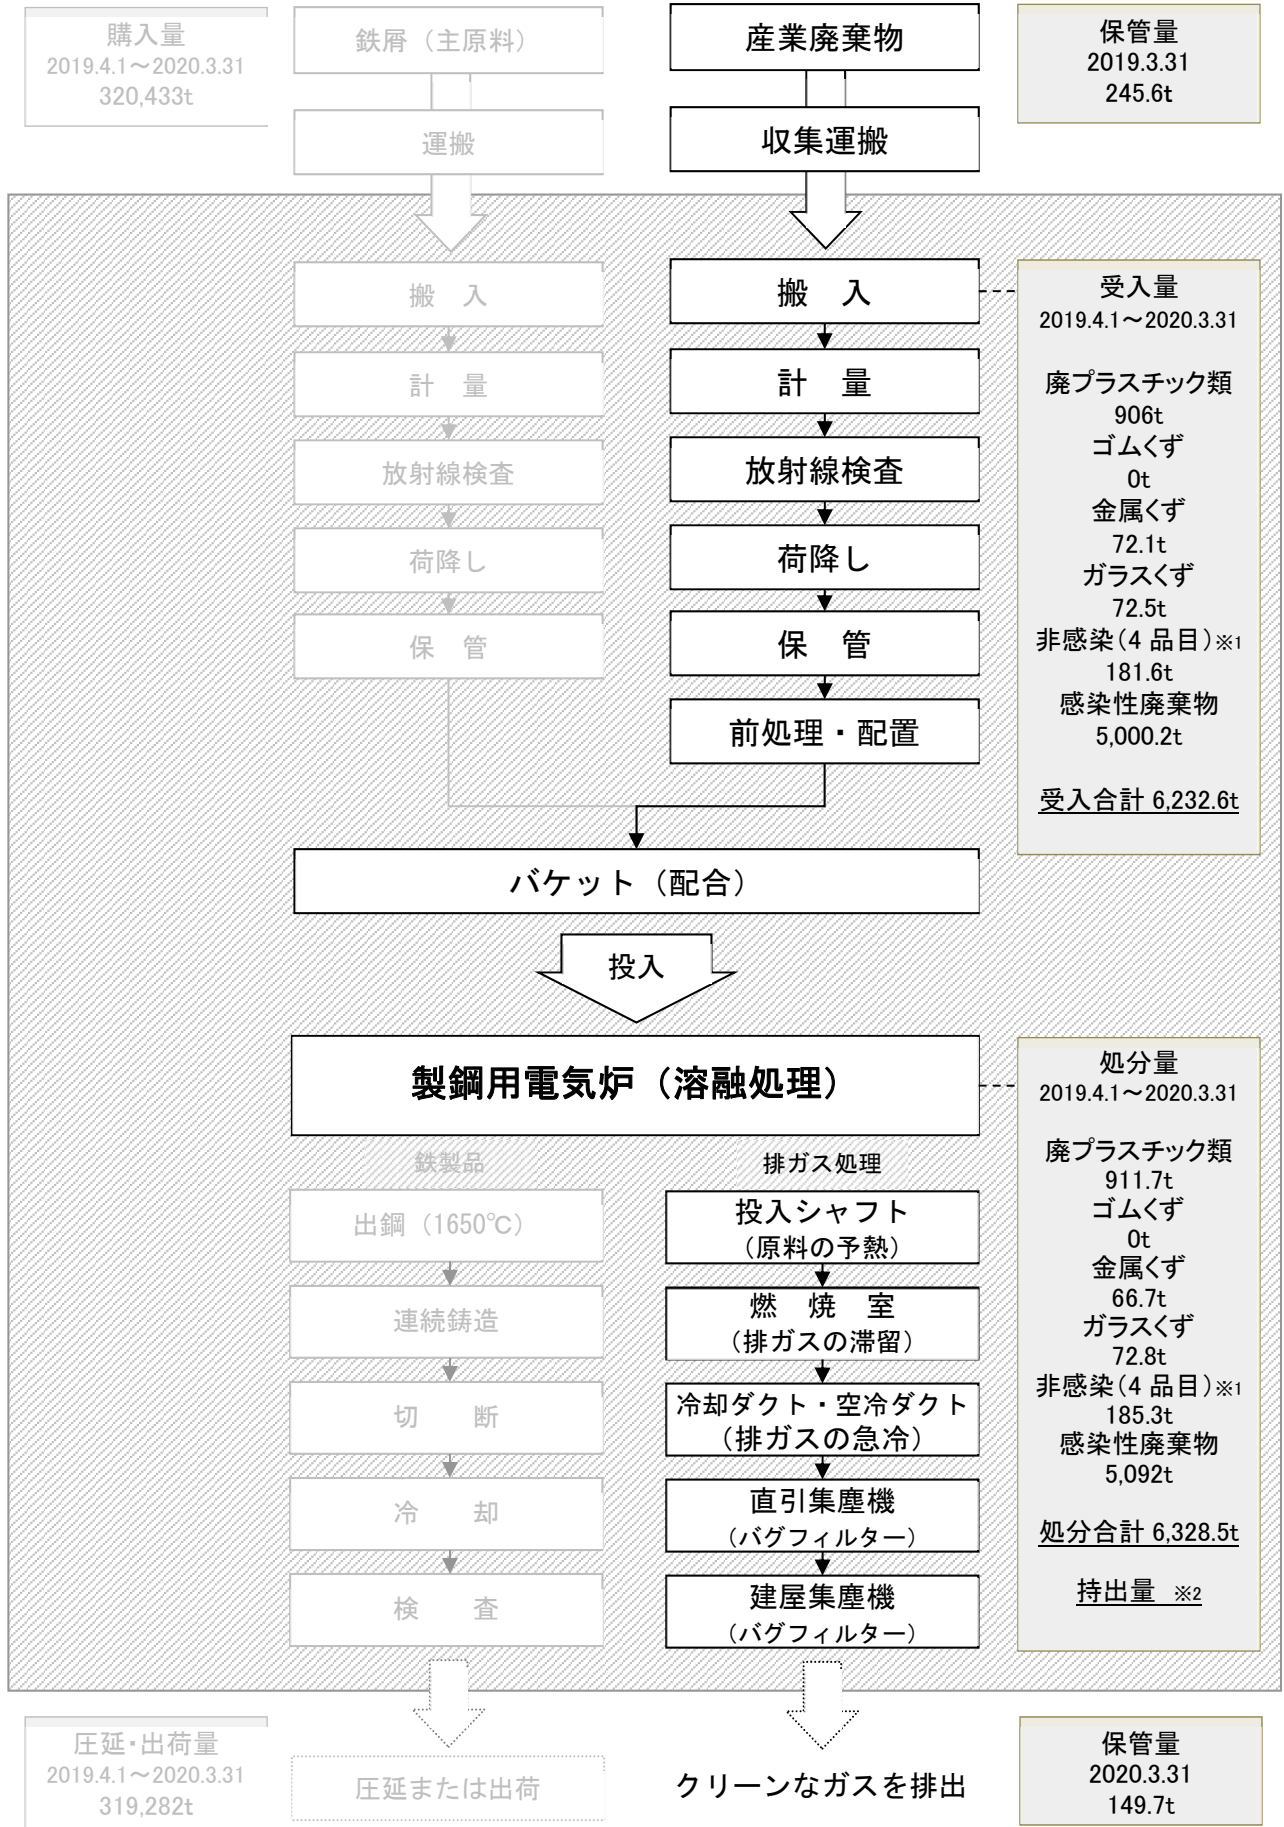 購入量
2019.4.1～2020.3.31
320,433t
鉄屑（主原料）
運搬
産業廃棄物
収集運搬
保管量
2019.3.31
245.6t
搬　入
計　量
放射線検査
荷降し
保　管
搬　入
計　量
放射線検査
荷降し
保　管
前処理・配置
受入量
2019.4.1～2020.3.31
廃プラスチック類
906t
ゴムくず
0t
金属くず
72.1t
ガラスくず
72.5t
非感染（4 品目）※1
181.6t
感染性廃棄物
5,000.2t
受入合計 6,232.6t
バケット（配合）
投入
製鋼用電気炉（溶融処理）
鉄製品
出鋼（1650℃）
連続鋳造
切　　断
冷　　却
検　　査
排ガス処理
投入シャフト
（原料の予熱）
燃　焼　室
（排ガスの滞留）
冷却ダクト・空冷ダクト
（排ガスの急冷）
直引集塵機
（バグフィルター）
建屋集塵機
（バグフィルター）
処分量
2019.4.1～2020.3.31
廃プラスチック類
911.7t
ゴムくず
0t
金属くず
66.7t
ガラスくず
72.8t
非感染（4 品目）※1
185.3t
感染性廃棄物
5,092t
処分合計 6,328.5t
持出量　※2
圧延・出荷量
2019.4.1～2020.3.31
319,282t
圧延または出荷
クリーンなガスを排出
保管量
2020.3.31
149.7t